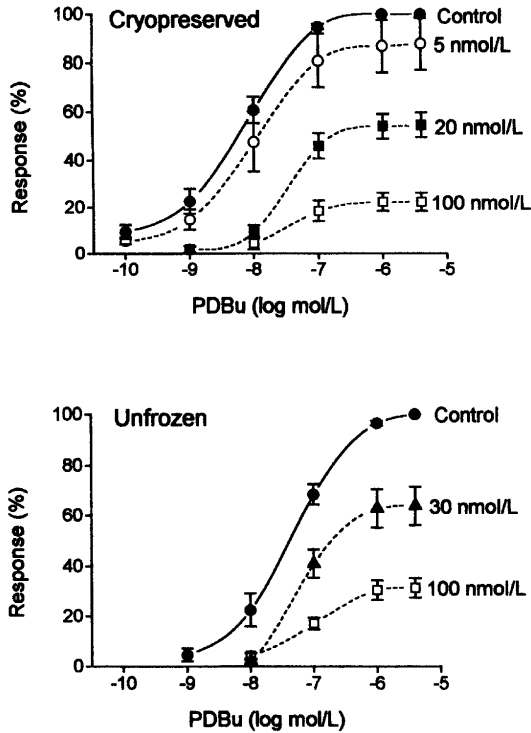 Cryopreserved
Control
5 nmol/L
20 nmol/L
100 nmol/L
Response (%)
100
80
60
40
20
0
-10 -9 -8 -7 -6 -5
PDBu (log mol/L)
Unfrozen
Control
30 nmol/L
100 nmol/L
Response (%)
100
80
60
40
20
0
-10 -9 -8 -7 -6 -5
PDBu (log mol/L)